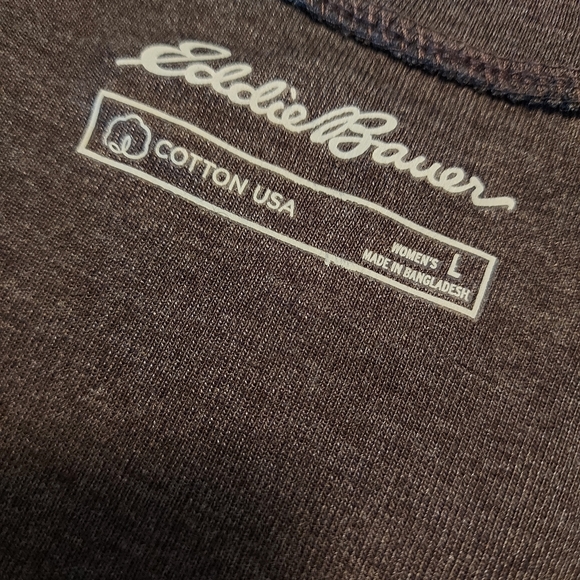 Eddie Bauer
COTTON USA
WOMEN'S L
MADE IN BANGLADESH